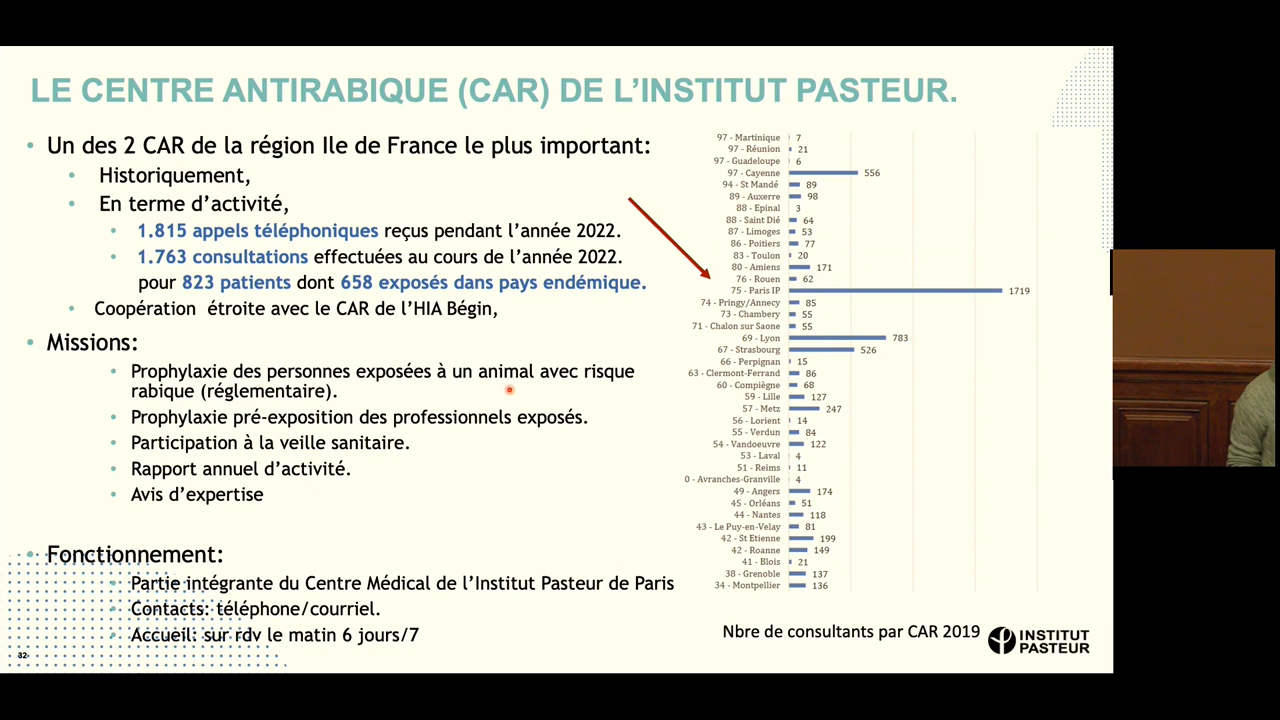 LE CENTRE ANTIRABIQUE (CAR) DE L’INSTITUT PASTEUR.
• Un des 2 CAR de la région Ile de France le plus important:
• Historiquement,
• En terme d’activité,
• 1.815 appels téléphoniques reçus pendant l’année 2022.
• 1.763 consultations effectuées au cours de l’année 2022.
pour 823 patients dont 658 exposés dans pays endémique.
• Coopération étroite avec le CAR de l’HIA Bégin,
• Missions:
• Prophylaxie des personnes exposées à un animal avec risque
rabique (réglementaire).
• Prophylaxie pré-exposition des professionnels exposés.
• Participation à la veille sanitaire.
• Rapport annuel d’activité.
• Avis d’expertise
• Fonctionnement:
• Partie intégrante du Centre Médical de l’Institut Pasteur de Paris
• Contacts: téléphone/courriel.
• Accueil: sur rdv le matin 6 jours/7
32
97 - Martinique 7
97 - Réunion 21
97 - Guadeloupe 6
97 - Cayenne 556
94 - St Mandé 89
89 - Auxerre 98
88 - Epinal 3
88 - Saint Dié 64
87 - Limoges 53
86 - Poitiers 77
83 - Toulon 20
80 - Amiens 171
76 - Rouen 62
75 - Paris IP 1719
74 - Pringy/Annecy 85
73 - Chambery 55
71 - Chalon sur Saone 55
69 - Lyon 783
67 - Strasbourg 526
66 - Perpignan 15
63 - Clermont-Ferrand 86
60 - Compiègne 68
59 - Lille 127
57 - Metz 247
56 - Lorient 14
55 - Verdun 84
54 - Vandoeuvre 122
53 - Laval 4
51 - Reims 11
0 - Avranches-Granville 4
49 - Angers 174
45 - Orléans 51
44 - Nantes 118
43 - Le Puy-en-Velay 81
42 - St Etienne 199
42 - Roanne 149
41 - Blois 21
38 - Grenoble 137
34 - Montpellier 136
Nbre de consultants par CAR 2019
INSTITUT
PASTEUR